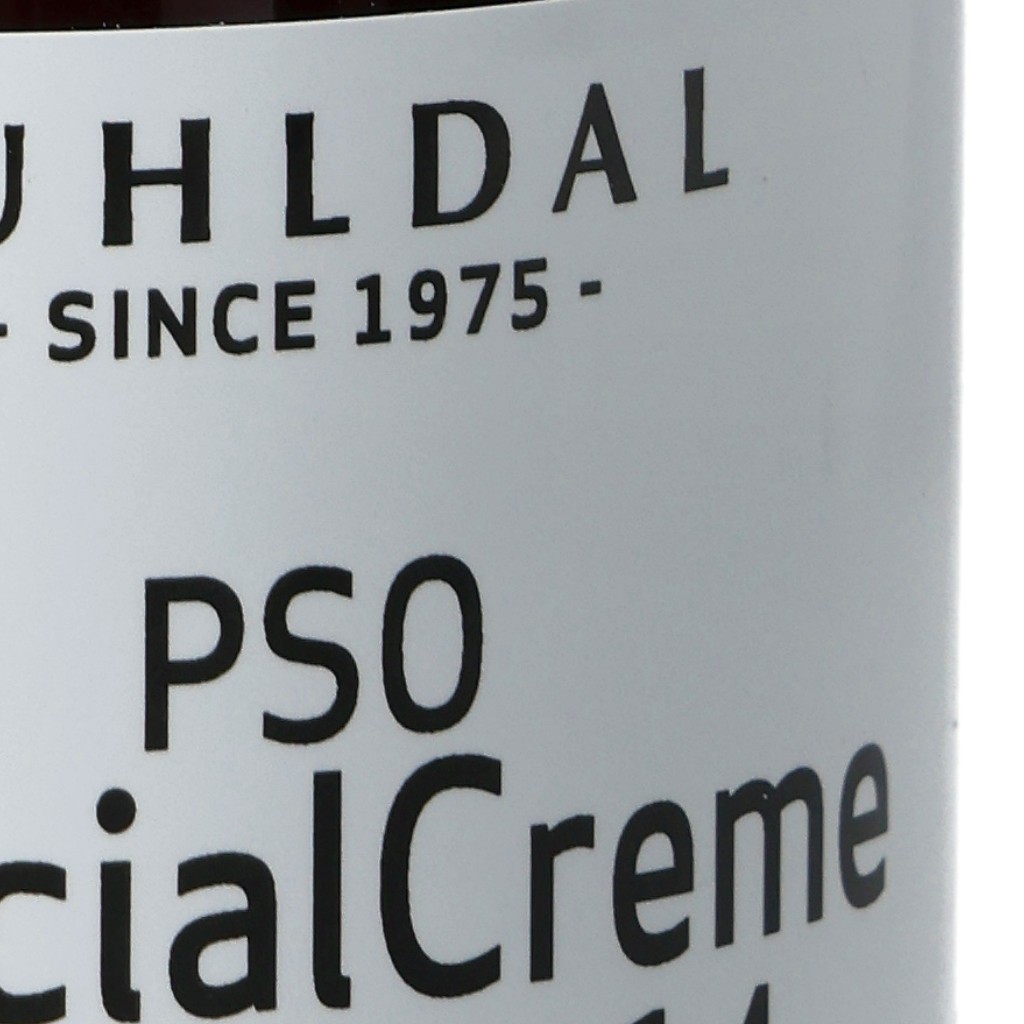 UHLDAL
- SINCE 1975 -
PSO
cialCreme